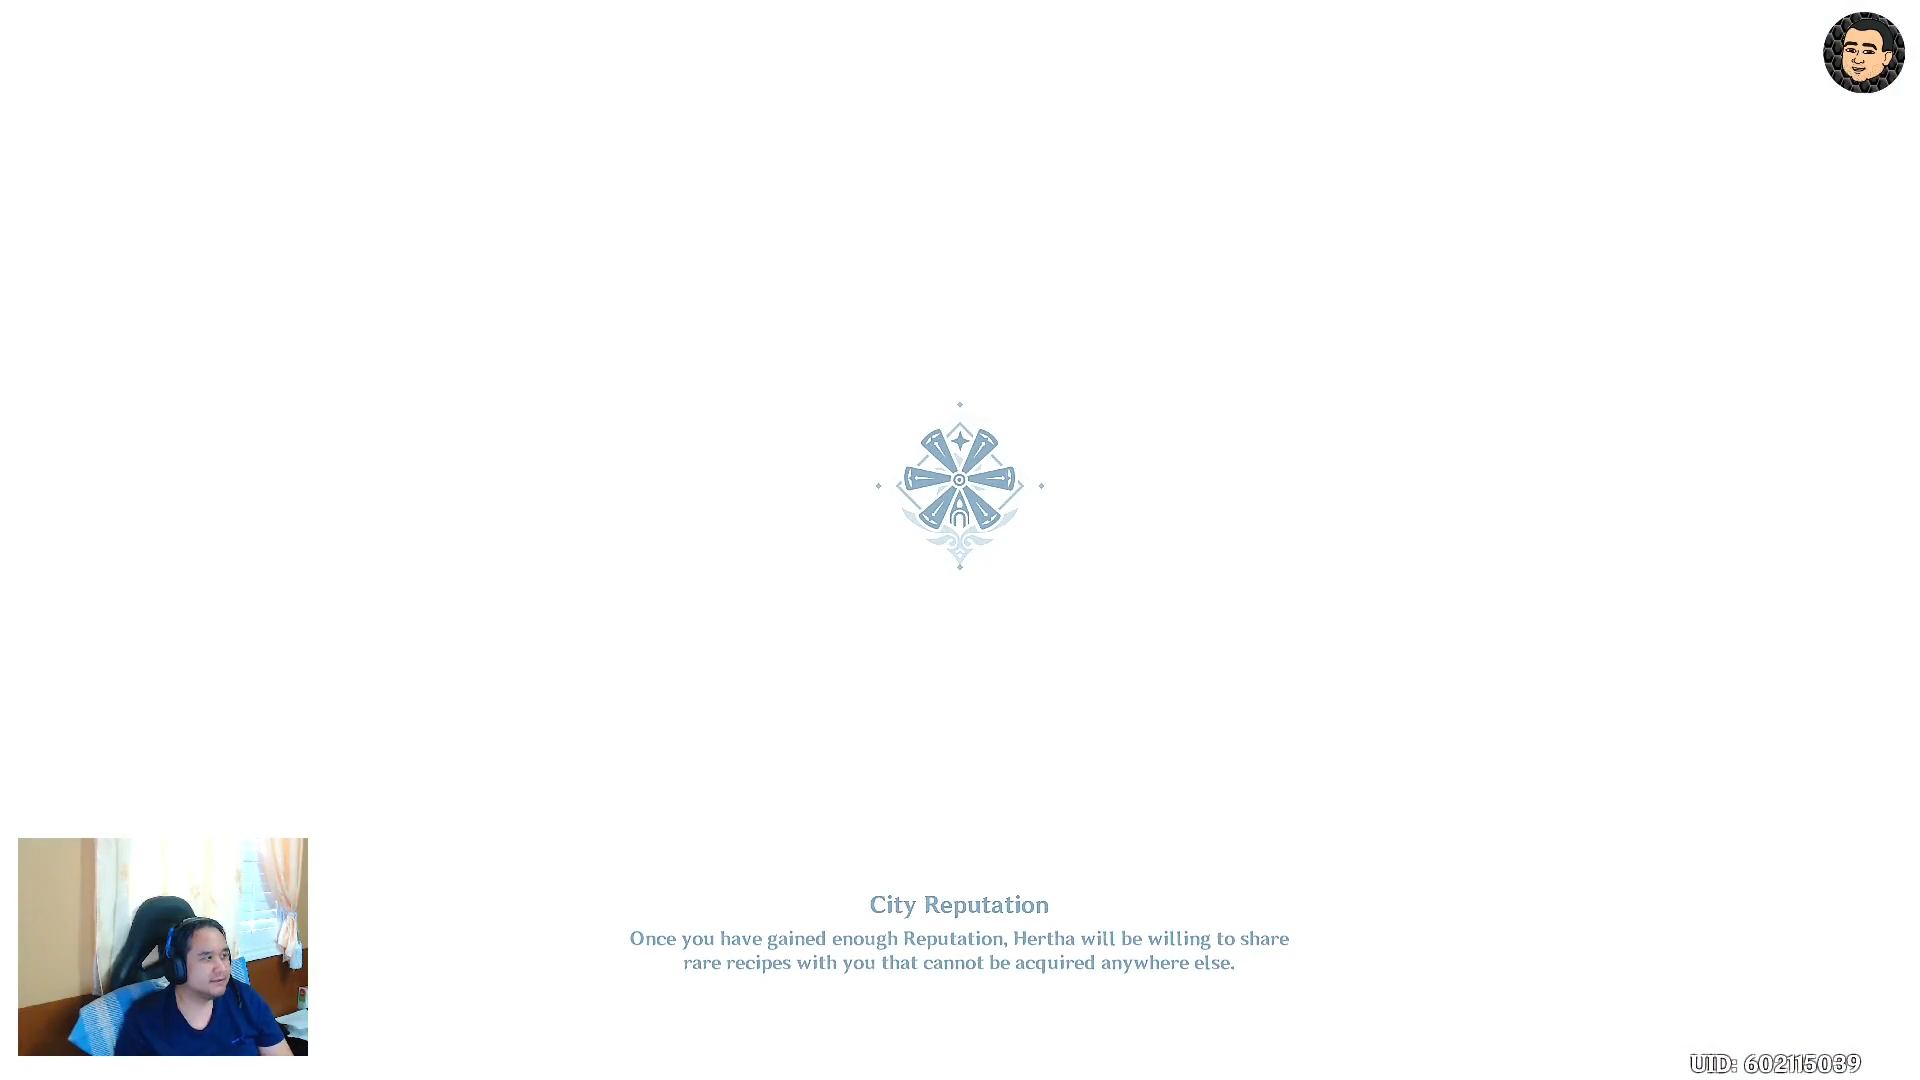 City Reputation
Once you have gained enough Reputation, Hertha will be willing to share
rare recipes with you that cannot be acquired anywhere else.
UID: 602115039